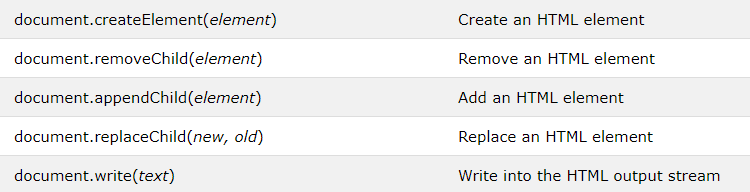 document.createElement(element) Create an HTML element
document.removeChild(element) Remove an HTML element
document.appendChild(element) Add an HTML element
document.replaceChild(new, old) Replace an HTML element
document.write(text) Write into the HTML output stream